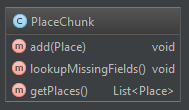 C PlaceChunk
m add(Place) void
m lookupMissingFields() void
m getPlaces() List<Place>